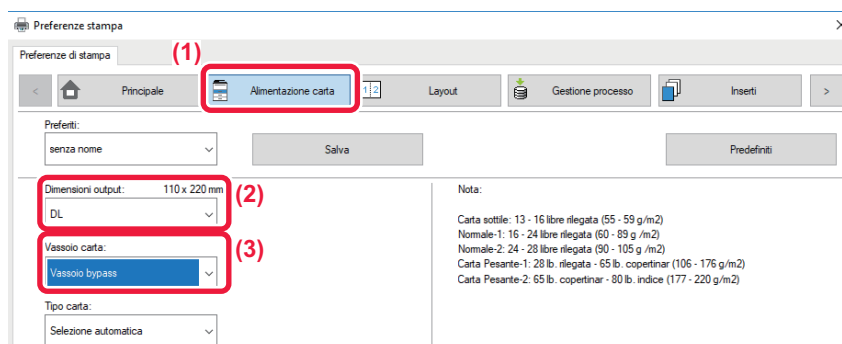 Preferenze stampa
Preferenze di stampa
(1)
< Principale Alimentazione carta 1 2 Layout Gestione processo Inserti >
Preferiti:
senza nome Salva Predefiniti
Dimensioni output: 110 x 220 mm
(2)
DL
Vassoio carta:
(3)
Vassoio bypass
Tipo carta:
Selezione automatica
Nota:
Carta sottile: 13 - 16 libre rilegata (55 - 59 g/m2)
Normale-1: 16 - 24 libre rilegata (60 - 89 g /m2)
Normale-2: 24 - 28 libre rilegata (90 - 105 g /m2)
Carta Pesante-1: 28 lb. rilegata - 65 lb. copertinar (106 - 176 g/m2)
Carta Pesante-2: 65 lb. copertinar - 80 lb. indice (177 - 220 g/m2)